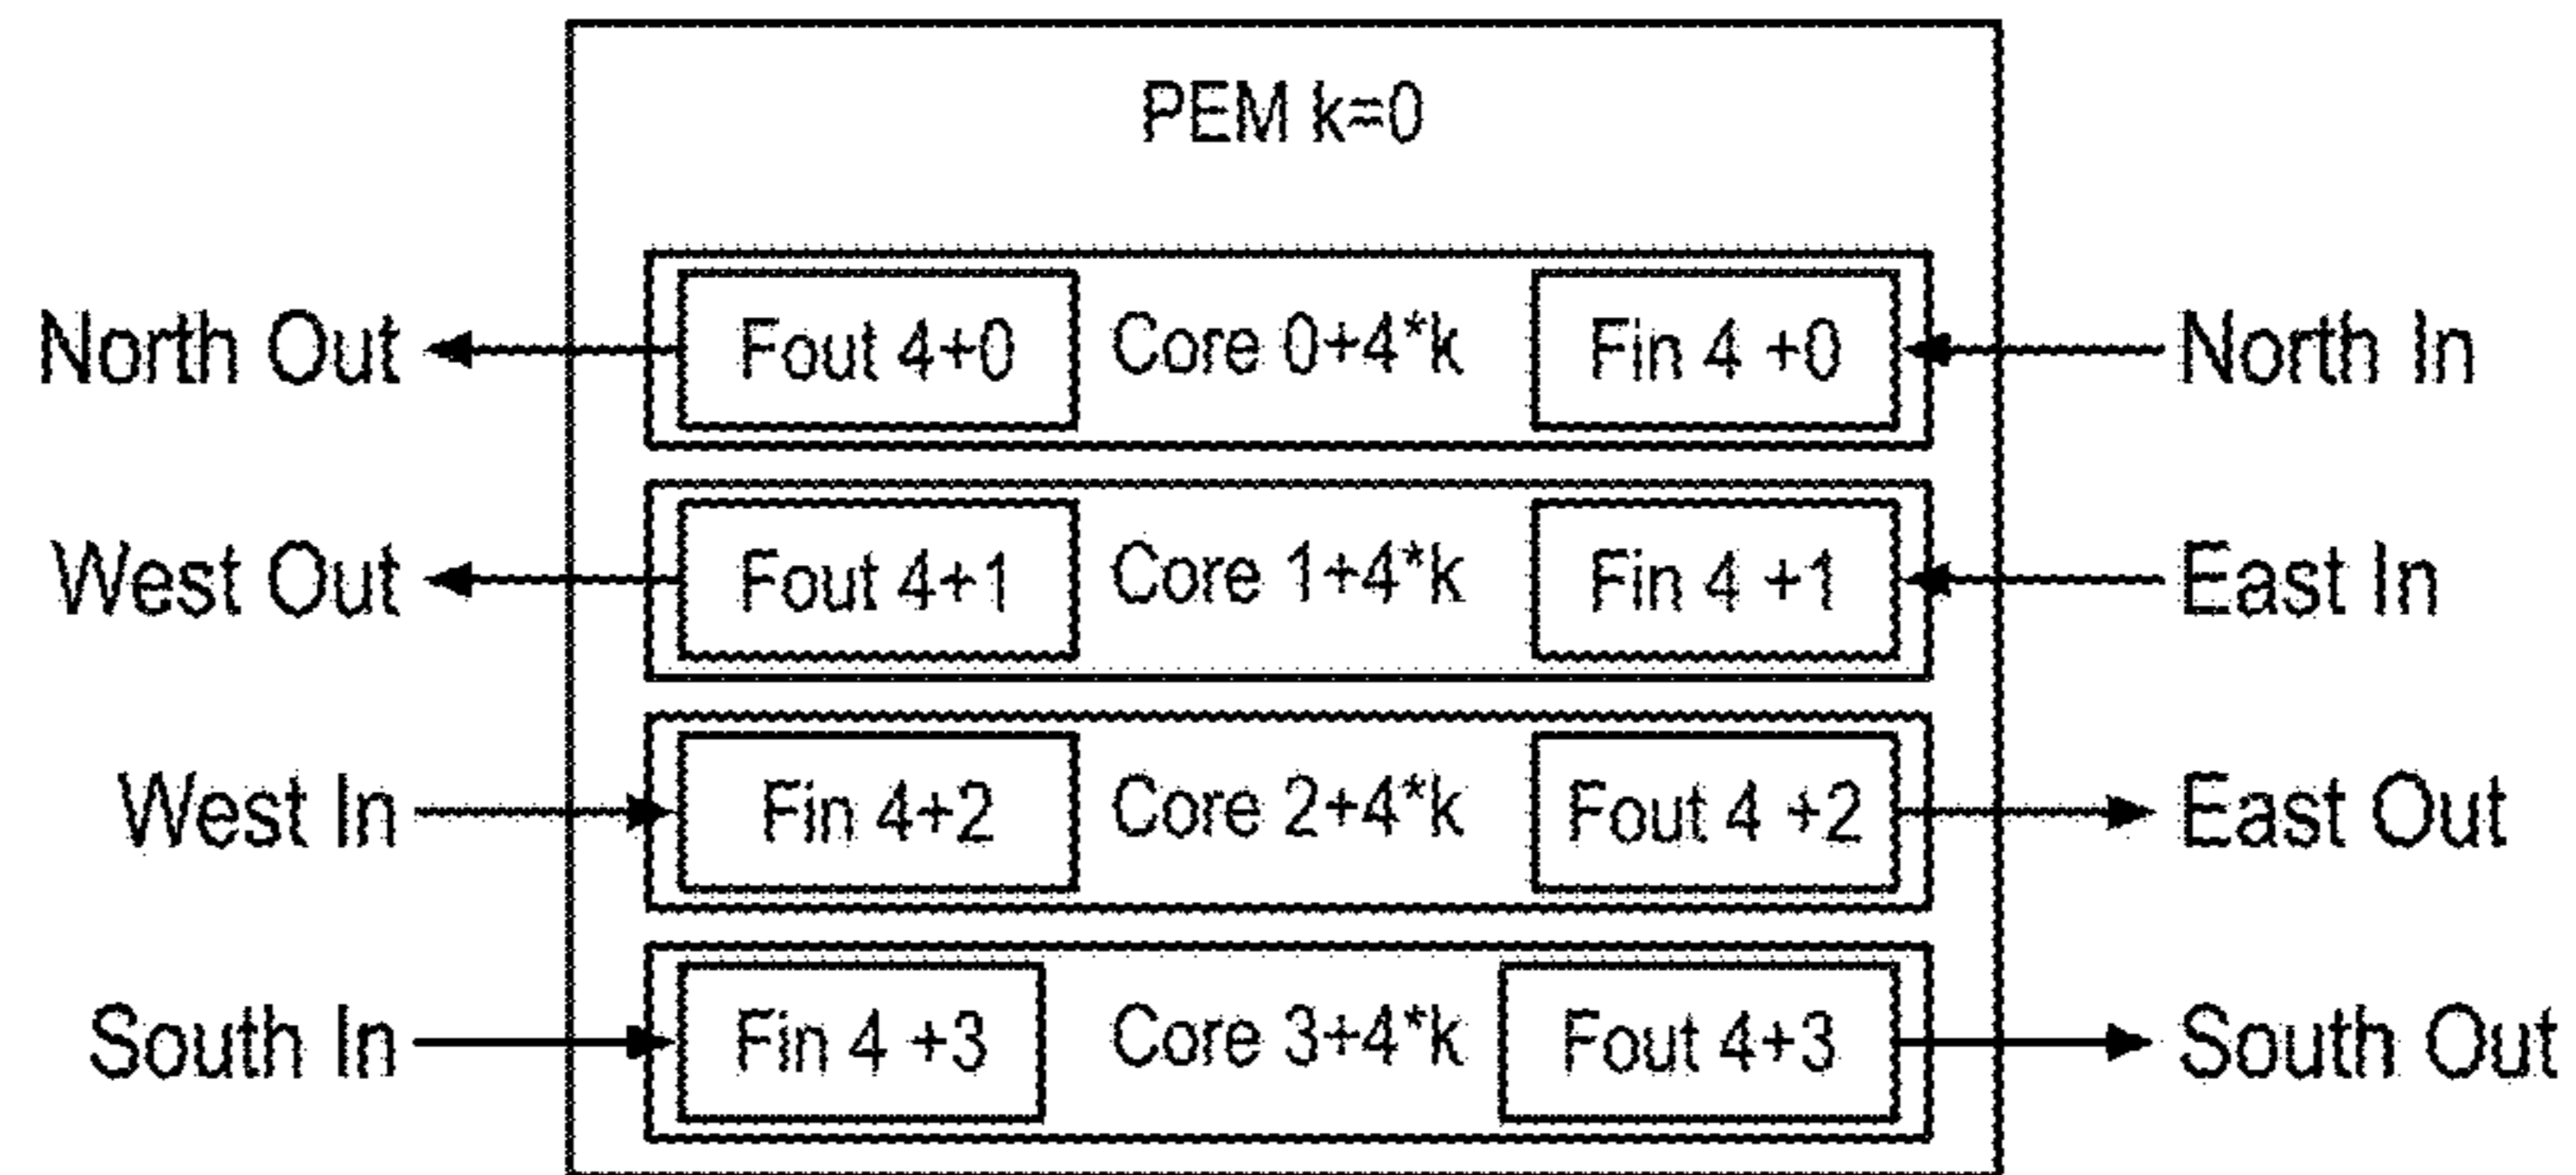 PEM k=0
North Out Fout 4+0 Core 0+4*k Fin 4 +0 North In
West Out Fout 4+1 Core 1+4*k Fin 4 +1 East In
West In Fin 4+2 Core 2+4*k Fout 4 +2 East Out
South In Fin 4 +3 Core 3+4*k Fout 4+3 South Out